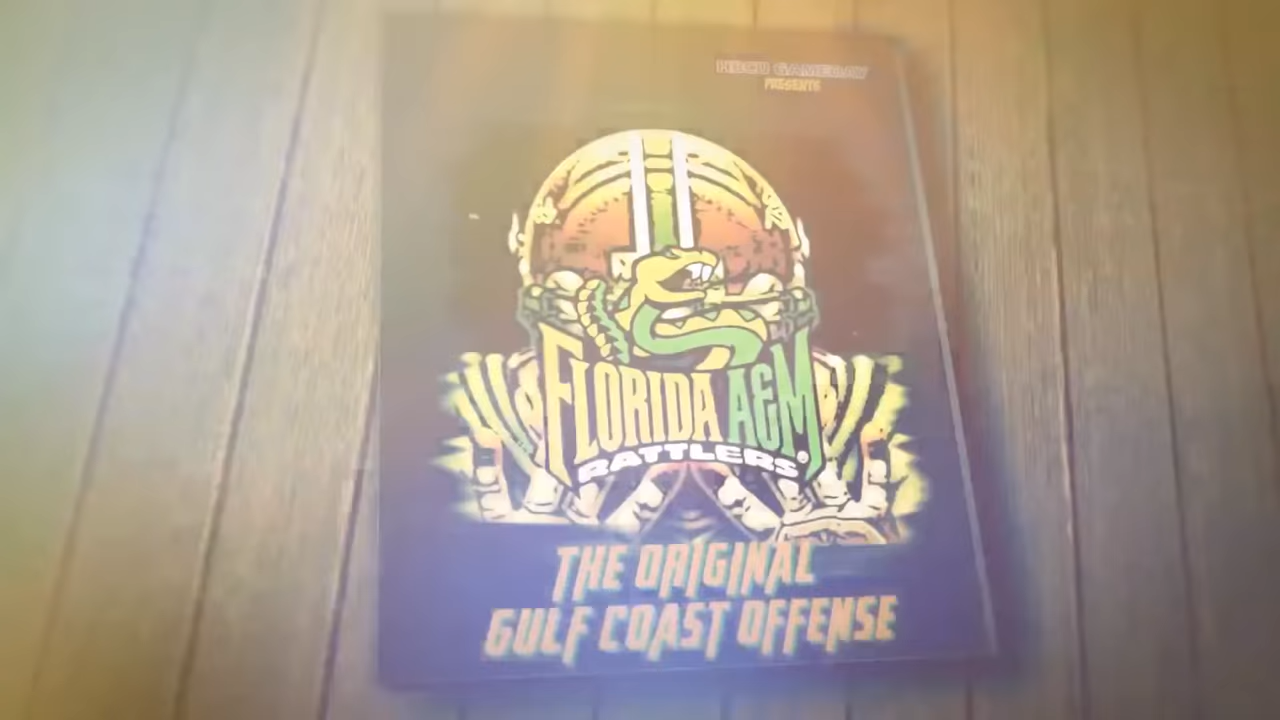 HBCU GAMEDAY
PRESENTS
FLORIDA A&M
RATTLERS®
THE ORIGINAL
GULF COAST OFFENSE